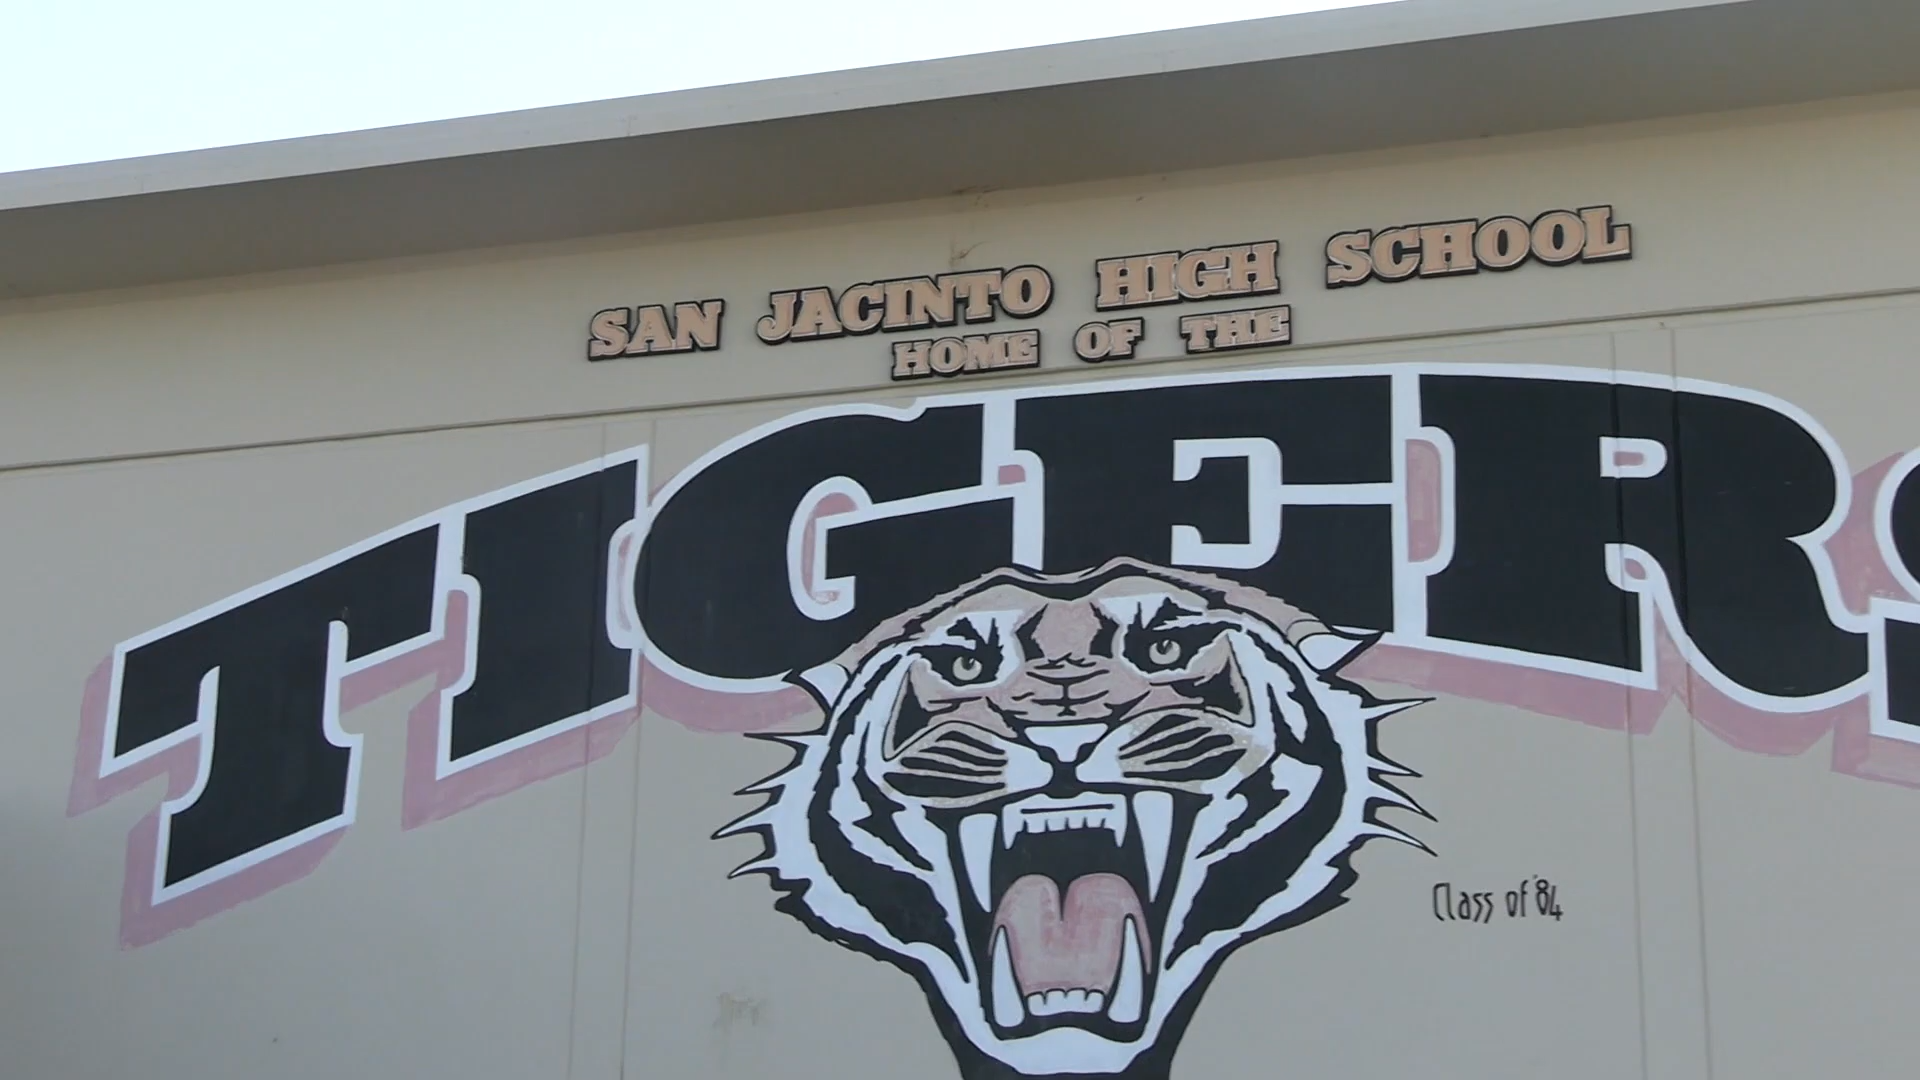 SAN JACINTO HIGH SCHOOL
HOME OF THE
TIGERS
Class of '84